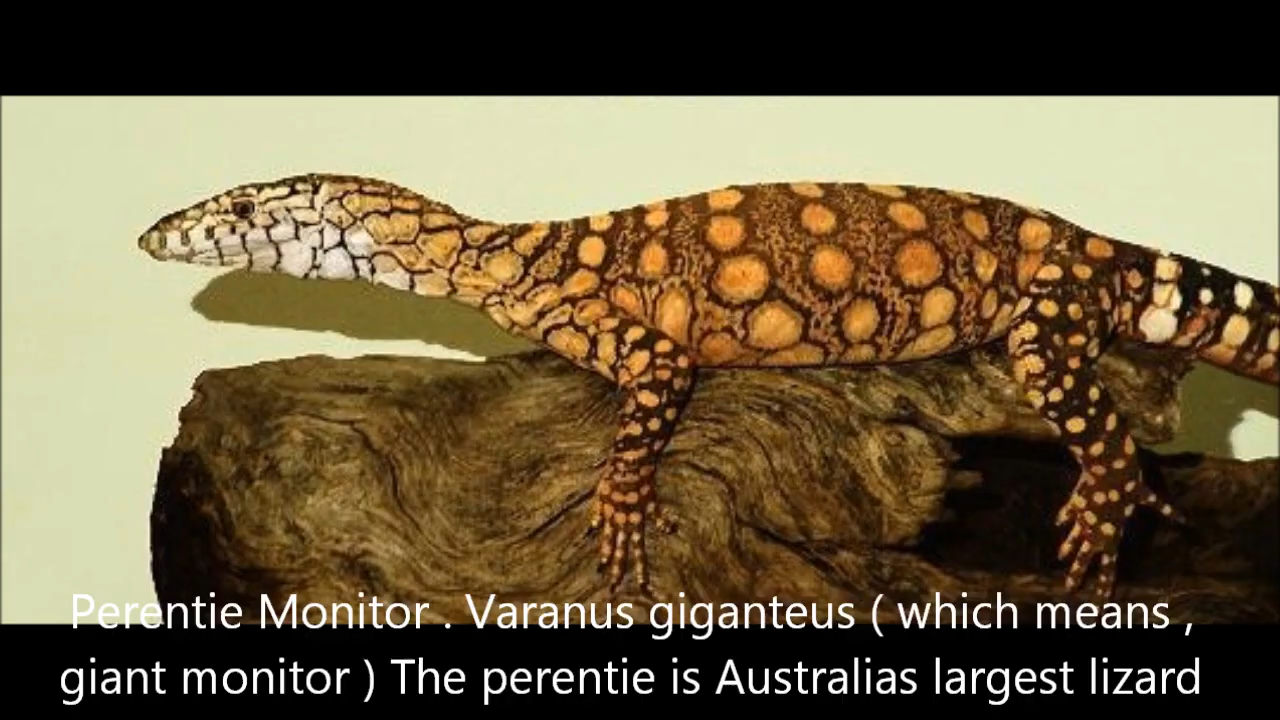 Perentie Monitor . Varanus giganteus ( which means ,
giant monitor ) The perentie is Australias largest lizard